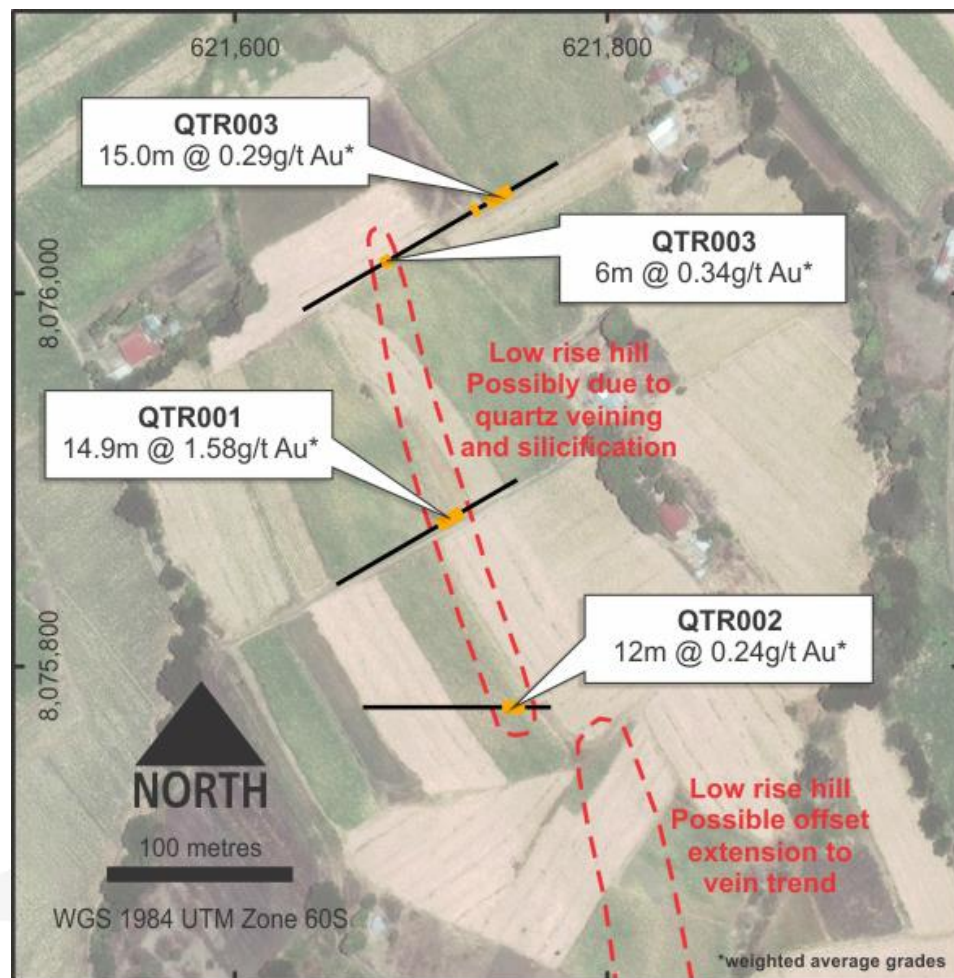 621,600
621,800
QTR003
15.0m @ 0.29g/t Au*
QTR003
6m @ 0.34g/t Au*
8,076,000
Low rise hill
Possibly due to
quartz veining
and silicification
QTR001
14.9m @ 1.58g/t Au*
QTR002
12m @ 0.24g/t Au*
8,075,800
NORTH
100 metres
WGS 1984 UTM Zone 60S
Low rise hill
Possible offset
extension to
vein trend
*weighted average grades